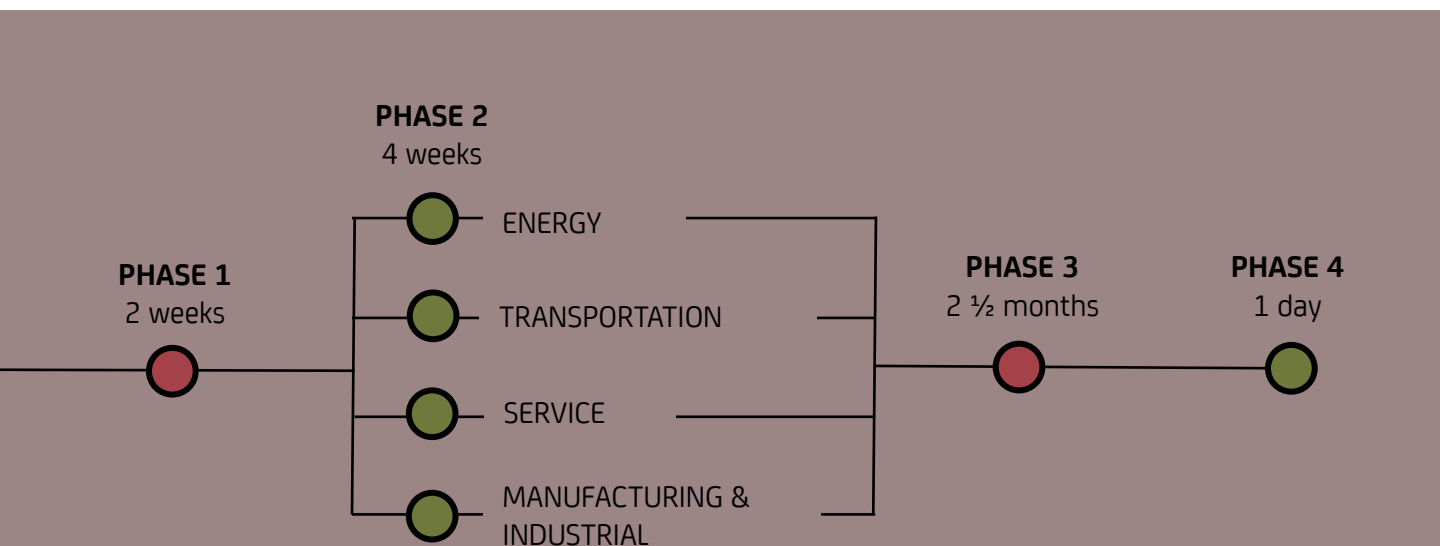 PHASE 2
4 weeks
ENERGY
PHASE 1
2 weeks
TRANSPORTATION
SERVICE
MANUFACTURING &
INDUSTRIAL
PHASE 3
2 ½ months
PHASE 4
1 day